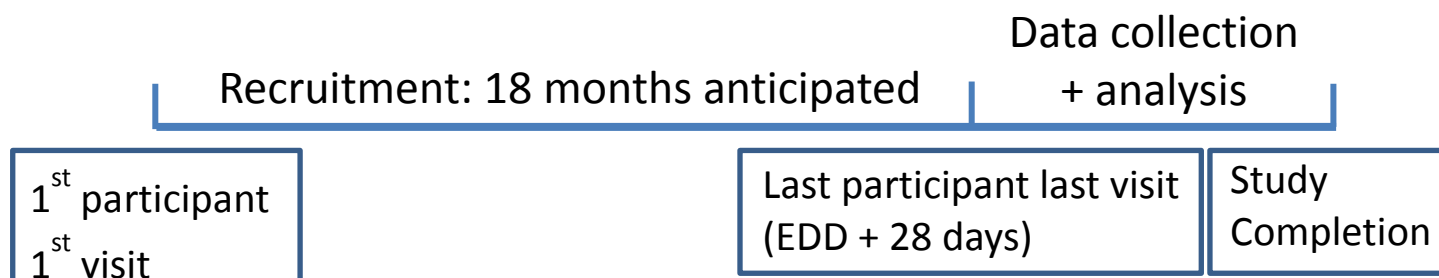 Data collection
+ analysis
Recruitment: 18 months anticipated
1st participant
1st visit
Last participant last visit
(EDD + 28 days)
Study
Completion